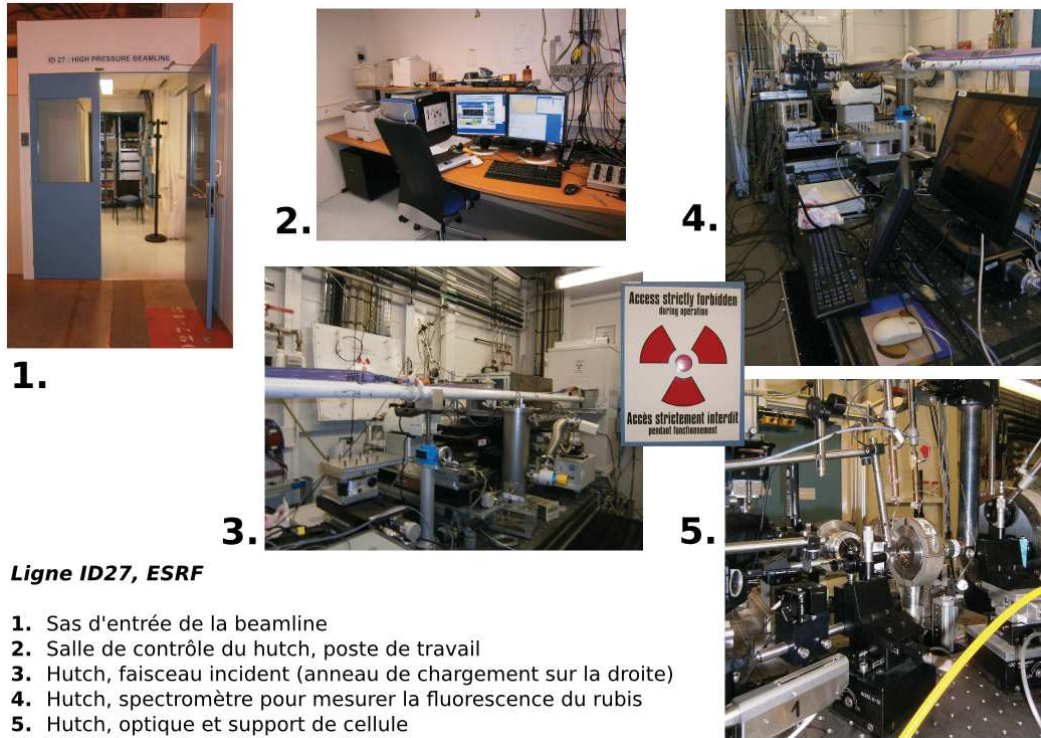 ID 27 : HIGH PRESSURE BEAMLINE
1.
2.
4.
3.
Access strictly forbidden
during operation
Accès strictement interdit
pendant fonctionnement
5.
Ligne ID27, ESRF
1. Sas d'entrée de la beamline
2. Salle de contrôle du hutch, poste de travail
3. Hutch, faisceau incident (anneau de chargement sur la droite)
4. Hutch, spectromètre pour mesurer la fluorescence du rubis
5. Hutch, optique et support de cellule